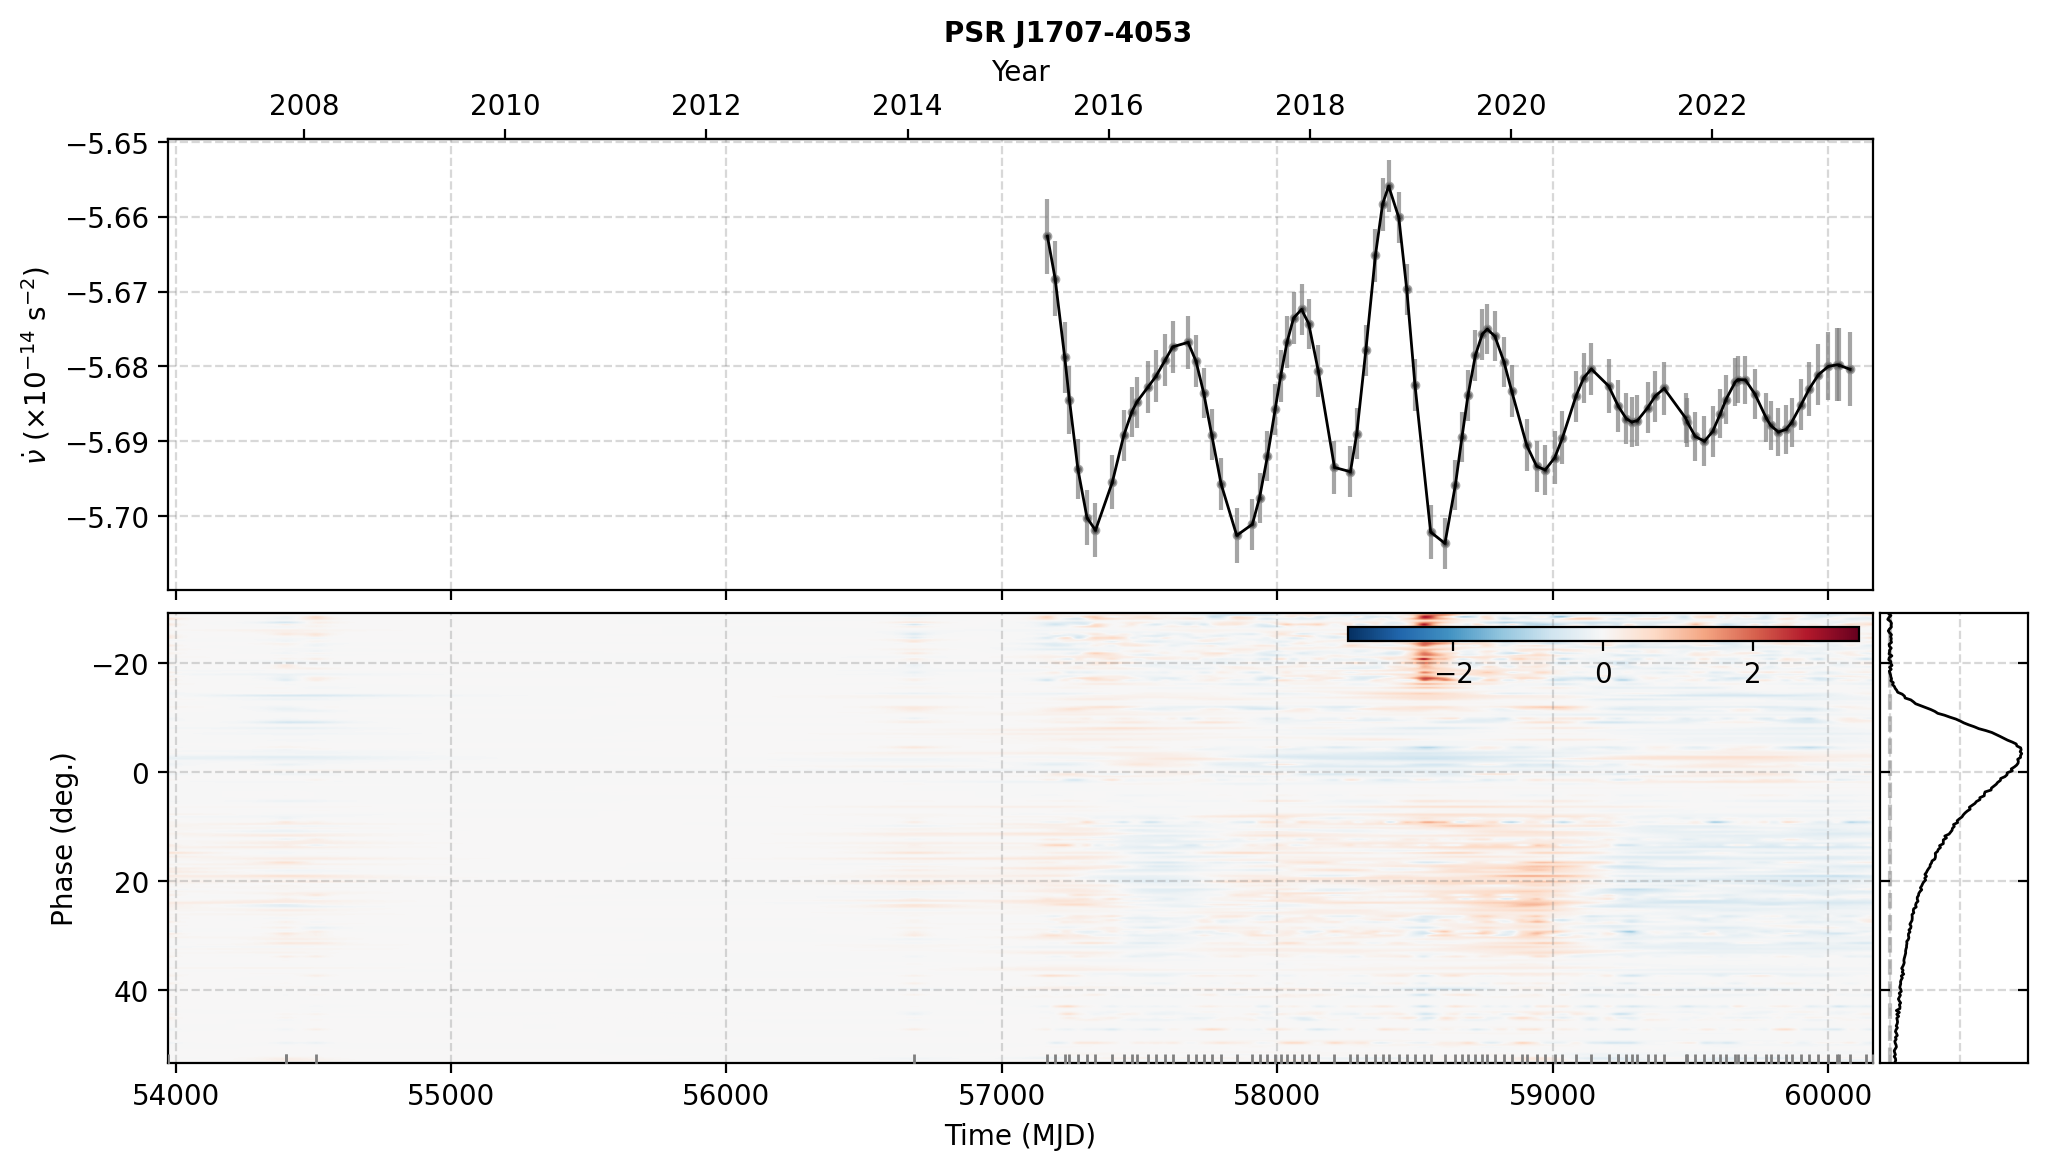 PSR J1707-4053
Year
2008 2010 2012 2014 2016 2018 2020 2022
−5.65
−5.66
−5.67
−5.68
−5.69
−5.70
ν̇ (×10⁻¹⁴ s⁻²)
−2 0 2
−20
0
20
40
Phase (deg.)
54000 55000 56000 57000 58000 59000 60000
Time (MJD)